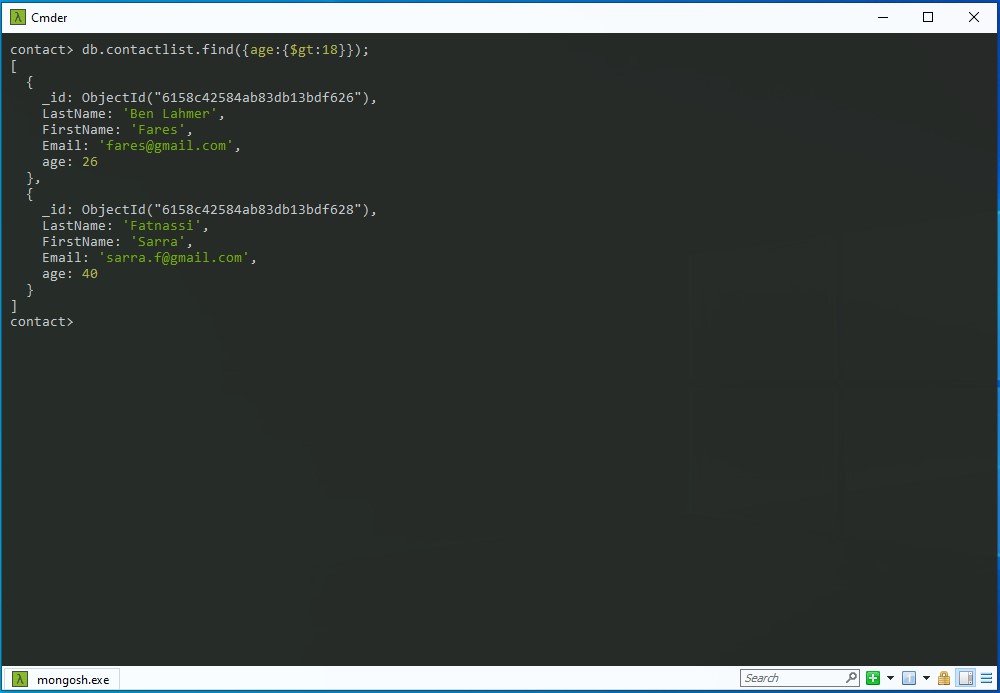 Cmder
contact> db.contactlist.find({age:{$gt:18}});
[
  {
    _id: ObjectId("6158c42584ab83db13bdf626"),
    LastName: 'Ben Lahmer',
    FirstName: 'Fares',
    Email: 'fares@gmail.com',
    age: 26
  },
  {
    _id: ObjectId("6158c42584ab83db13bdf628"),
    LastName: 'Fatnassi',
    FirstName: 'Sarra',
    Email: 'sarra.f@gmail.com',
    age: 40
  }
]
contact>
mongosh.exe
Search